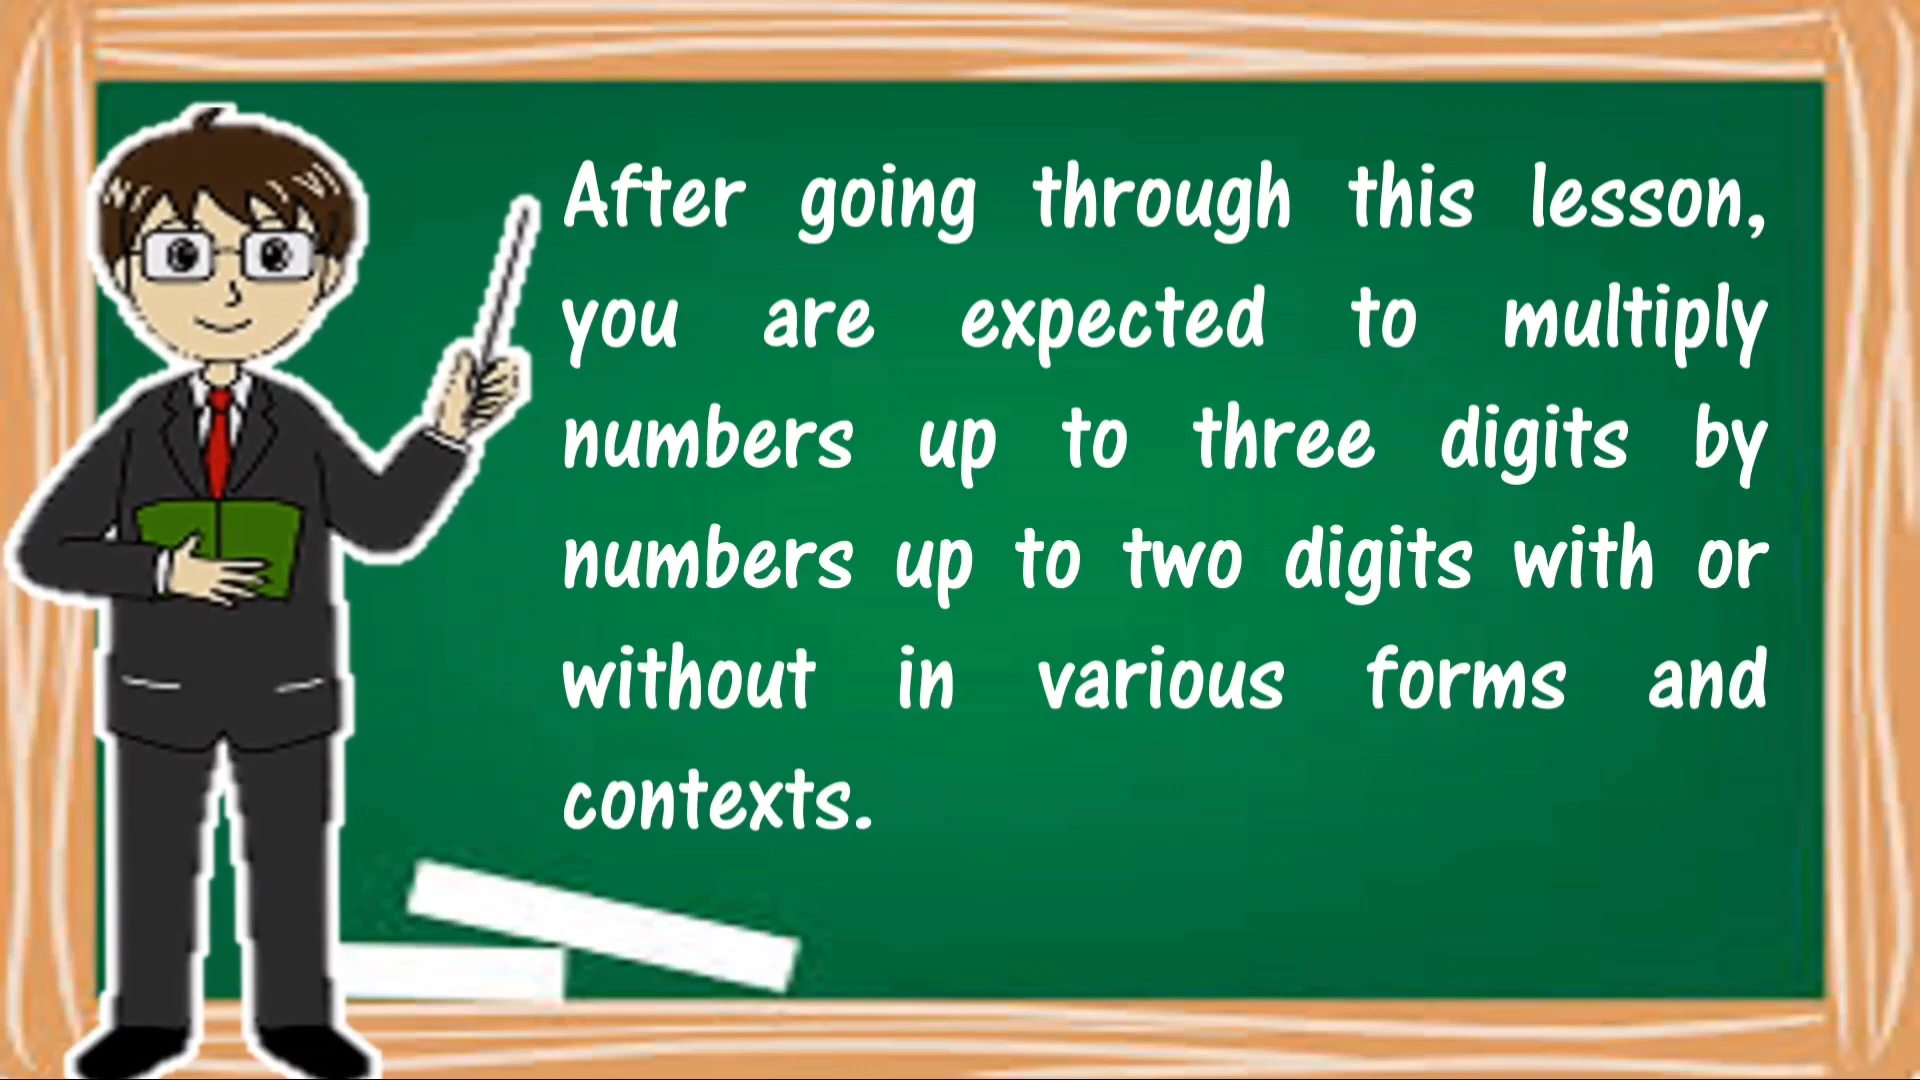 After going through this lesson,
you are expected to multiply
numbers up to three digits by
numbers up to two digits with or
without in various forms and
contexts.